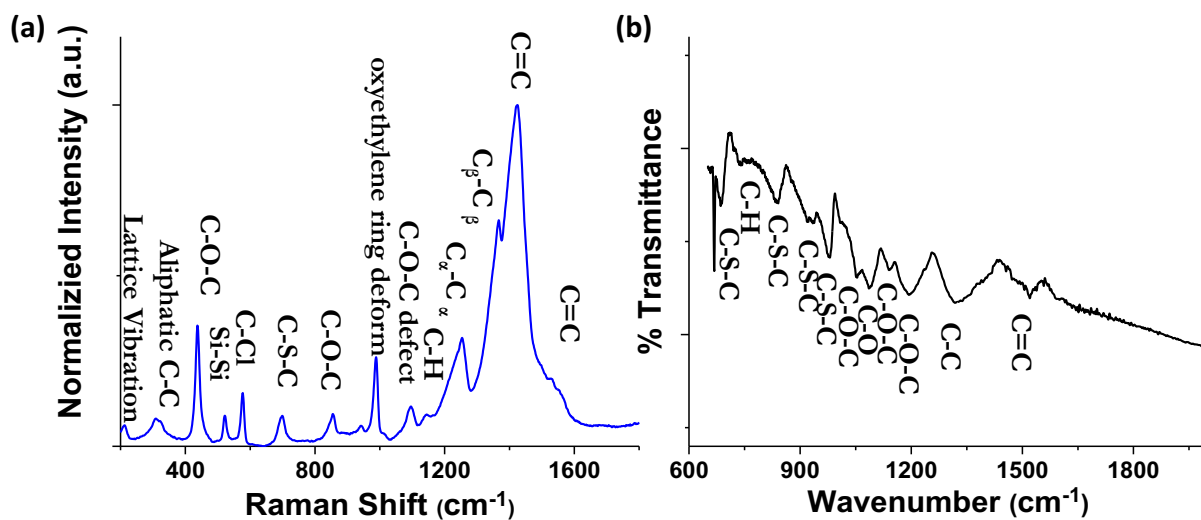 (a)
Normalizied Intensity (a.u.)
Lattice Vibration
Aliphatic C-C
C-O-C
Si-Si
C-Cl
C-S-C
C-O-C
oxyethylene ring deform
C-O-C defect
C-H
Cα-Cα
Cβ-Cβ
C=C
C=C
400 800 1200 1600
Raman Shift (cm-1)
(b)
% Transmittance
C-S-C
C-H
C-S-C
C-S-C
C-S-C
C-O-C
C-O
C-O-C
C-O-C
C-C
C=C
600 900 1200 1500 1800
Wavenumber (cm-1)